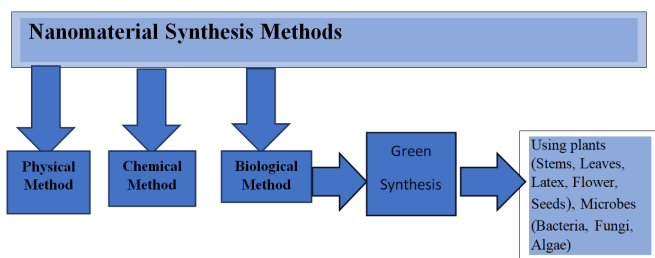 Nanomaterial Synthesis Methods
Physical
Method
Chemical
Method
Biological
Method
Green
Synthesis
Using plants
(Stems, Leaves,
Latex, Flower,
Seeds), Microbes
(Bacteria, Fungi,
Algae)